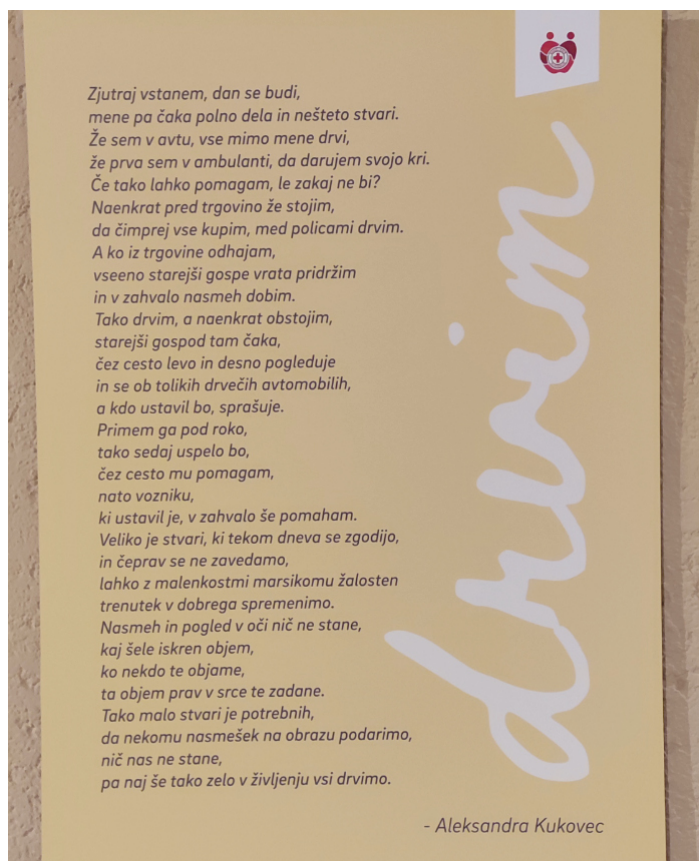 Zjutraj vstanem, dan se budi,
mene pa čaka polno dela in nešteto stvari.
Že sem v avtu, vse mimo mene drvi,
že prva sem v ambulanti, da darujem svojo kri.
Če tako lahko pomagam, le zakaj ne bi?
Naenkrat pred trgovino že stojim,
da čimprej vse kupim, med policami drvim.
A ko iz trgovine odhajam,
vseeno starejši gospe vrata pridržim
in v zahvalo nasmeh dobim.
Tako drvim, a naenkrat obstojim,
starejši gospod tam čaka,
čez cesto levo in desno pogleduje
in se ob tolikih drvečih avtomobilih,
a kdo ustavil bo, sprašuje.
Primem ga pod roko,
tako sedaj uspelo bo,
čez cesto mu pomagam,
nato vozniku,
ki ustavil je, v zahvalo še pomaham.
Veliko je stvari, ki tekom dneva se zgodijo,
in čeprav se ne zavedamo,
lahko z malenkostmi marsikomu žalosten
trenutek v dobrega spremenimo.
Nasmeh in pogled v oči nič ne stane,
kaj šele iskren objem,
ko nekdo te objame,
ta objem prav v srce te zadane.
Tako malo stvari je potrebnih,
da nekomu nasmešek na obrazu podarimo,
nič nas ne stane,
pa naj še tako zelo v življenju vsi drvimo.
- Aleksandra Kukovec
drvim